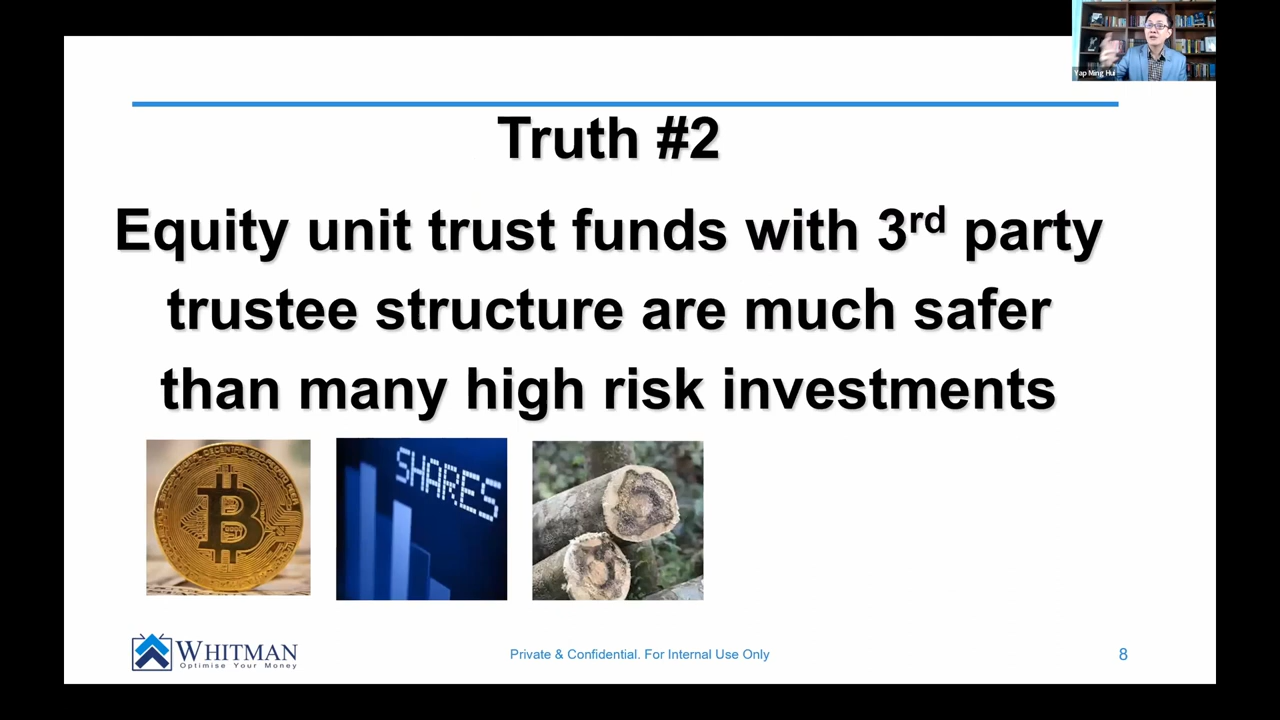 Yap Ming Hui
Truth #2
Equity unit trust funds with 3rd party
trustee structure are much safer
than many high risk investments
SHARES
WHITMAN
Optimise Your Money
Private & Confidential. For Internal Use Only
8